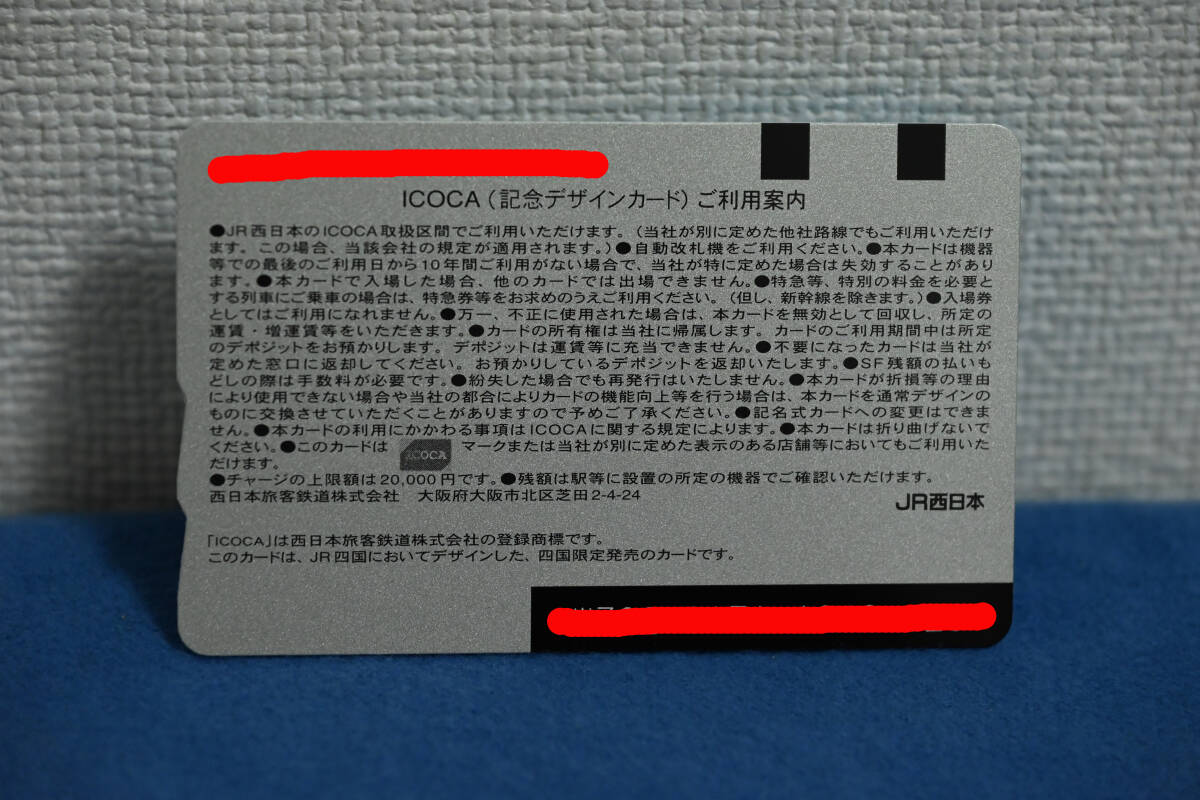 ICOCA（記念デザインカード）ご利用案内
●JR西日本のICOCA取扱区間でご利用いただけます。（当社が別に定めた他社路線でもご利用いただけ
ます。この場合、当該会社の規定が適用されます。）●自動改札機をご利用ください。●本カードは機器
等での最後のご利用日から10年間ご利用がない場合で、当社が特に定めた場合は失効することがあり
ます。●本カードで入場した場合、他のカードでは出場できません。●特急等、特別の料金を必要と
する列車にご乗車の場合は、特急券等をお求めのうえご利用ください。（但し、新幹線を除きます。）●入場券
としてはご利用になれません。●万一、不正に使用された場合は、本カードを無効として回収し、所定の
運賃・増運賃等をいただきます。●カードの所有権は当社に帰属します。カードのご利用期間中は所定
のデポジットをお預かりします。デポジットは運賃等に充当できません。●不要になったカードは当社が
定めた窓口に返却してください。お預かりしているデポジットを返却いたします。●SF残額の払いも
どしの際は手数料が必要です。●紛失した場合でも再発行はいたしません。●本カードが折損等の理由
により使用できない場合や当社の都合によりカードの機能向上等を行う場合は、本カードを通常デザインの
ものに交換させていただくことがありますので予めご了承ください。●記名式カードへの変更はできま
せん。●本カードの利用にかかわる事項はICOCAに関する規定によります。●本カードは折り曲げないで
ください。●このカードは ICOCA マークまたは当社が別に定めた表示のある店舗等においてもご利用いた
だけます。
●チャージの上限額は20,000円です。●残額は駅等に設置の所定の機器でご確認いただけます。
西日本旅客鉄道株式会社 大阪府大阪市北区芝田2-4-24
JR西日本
「ICOCA」は西日本旅客鉄道株式会社の登録商標です。
このカードは、JR四国においてデザインした、四国限定発売のカードです。